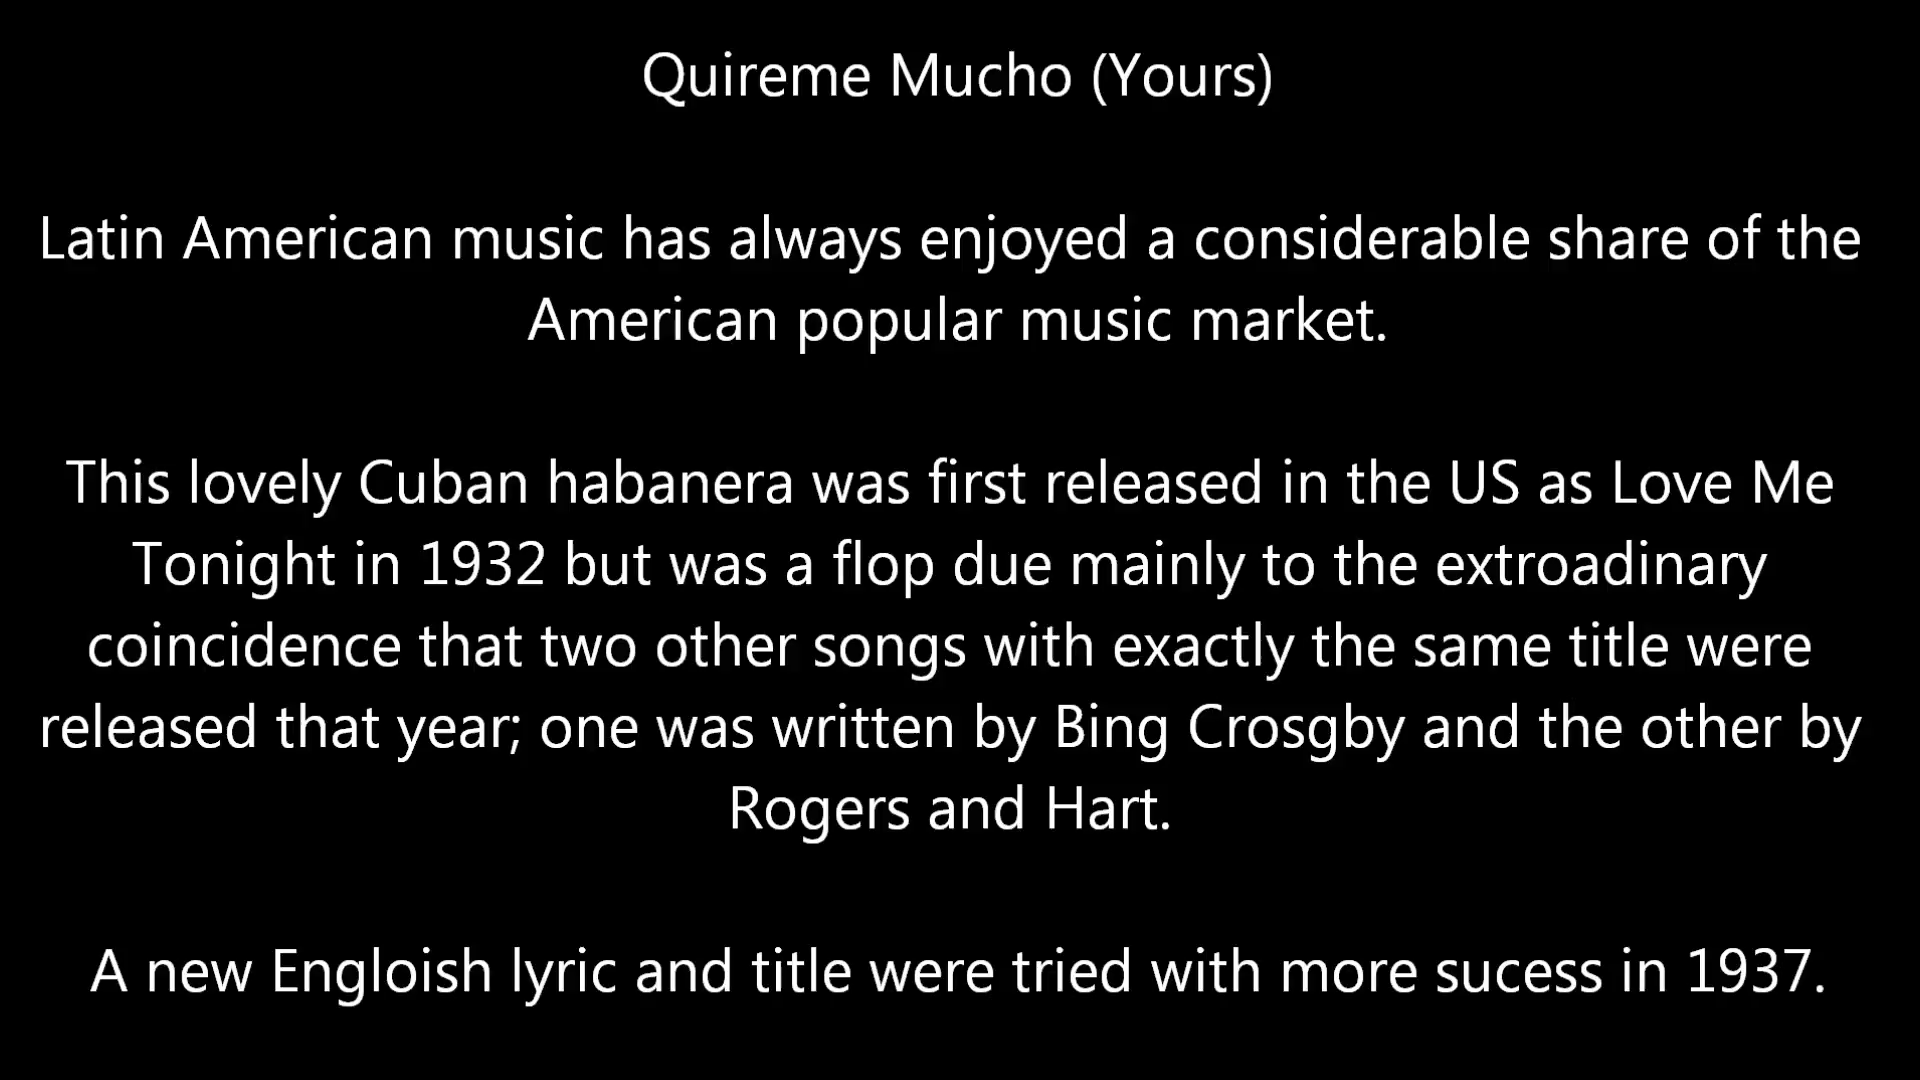 Quireme Mucho (Yours)
Latin American music has always enjoyed a considerable share of the
American popular music market.
This lovely Cuban habanera was first released in the US as Love Me
Tonight in 1932 but was a flop due mainly to the extroadinary
coincidence that two other songs with exactly the same title were
released that year; one was written by Bing Crosgby and the other by
Rogers and Hart.
A new Engloish lyric and title were tried with more sucess in 1937.